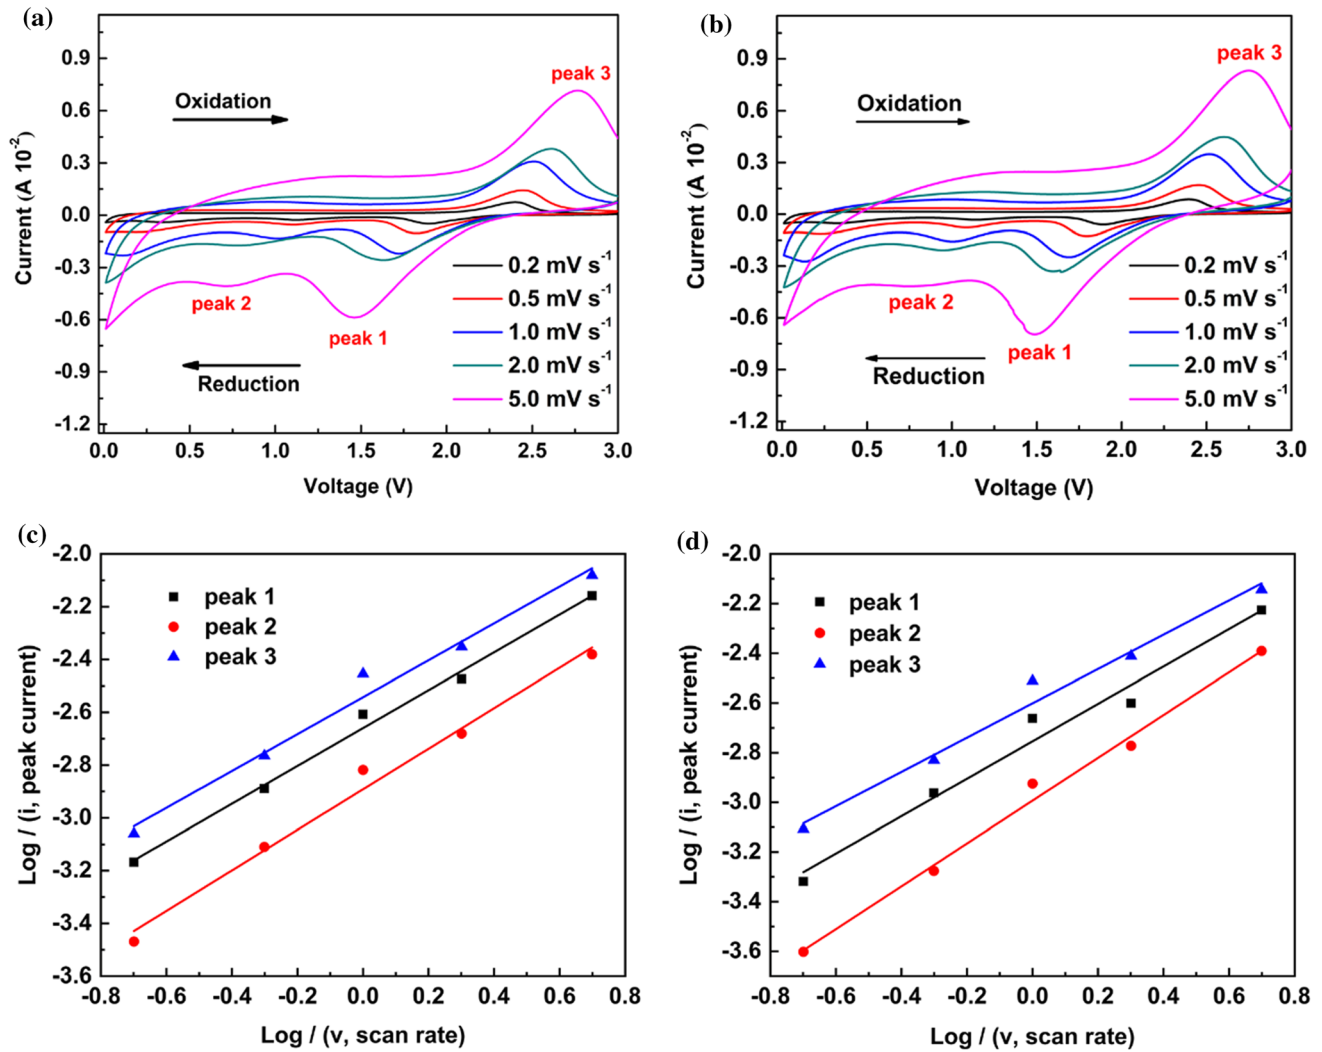 (a)
peak 3
Oxidation
0.9
0.6
0.3
0.0
-0.3
-0.6
-0.9
-1.2
Current (A 10⁻²)
peak 2
peak 1
Reduction
0.2 mV s⁻¹
0.5 mV s⁻¹
1.0 mV s⁻¹
2.0 mV s⁻¹
5.0 mV s⁻¹
0.0 0.5 1.0 1.5 2.0 2.5 3.0
Voltage (V)
(b)
peak 3
Oxidation
0.9
0.6
0.3
0.0
-0.3
-0.6
-0.9
-1.2
Current (A 10⁻²)
peak 2
peak 1
Reduction
0.2 mV s⁻¹
0.5 mV s⁻¹
1.0 mV s⁻¹
2.0 mV s⁻¹
5.0 mV s⁻¹
0.0 0.5 1.0 1.5 2.0 2.5 3.0
Voltage (V)
(c)
-2.0
-2.2
-2.4
-2.6
-2.8
-3.0
-3.2
-3.4
-3.6
Log / (i, peak current)
peak 1
peak 2
peak 3
-0.8 -0.6 -0.4 -0.2 0.0 0.2 0.4 0.6 0.8
Log / (v, scan rate)
(d)
-2.0
-2.2
-2.4
-2.6
-2.8
-3.0
-3.2
-3.4
-3.6
Log / (i, peak current)
peak 1
peak 2
peak 3
-0.8 -0.6 -0.4 -0.2 0.0 0.2 0.4 0.6 0.8
Log / (v, scan rate)